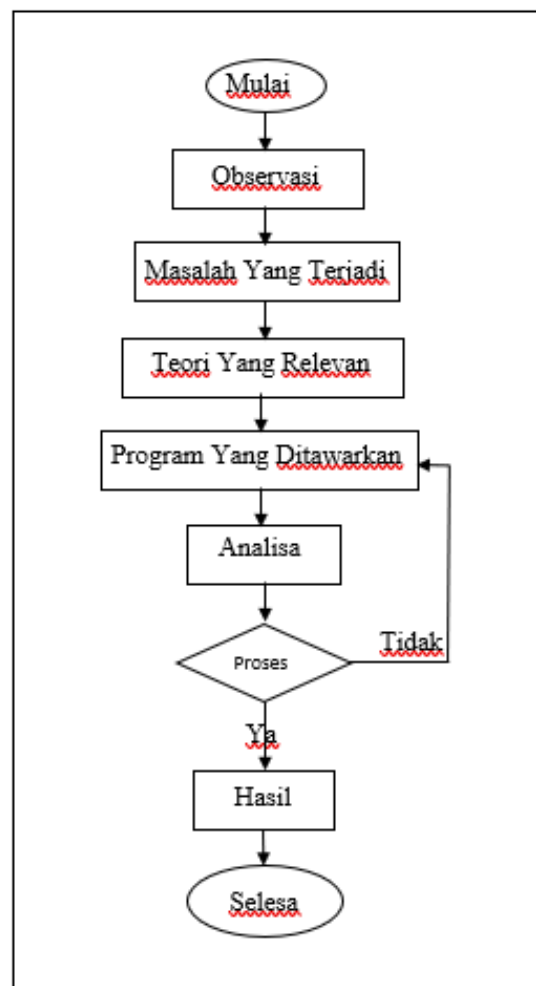 Mulai
Observasi
Masalah Yang Terjadi
Teori Yang Relevan
Program Yang Ditawarkan
Analisa
Proses
Tidak
Ya
Hasil
Selesa